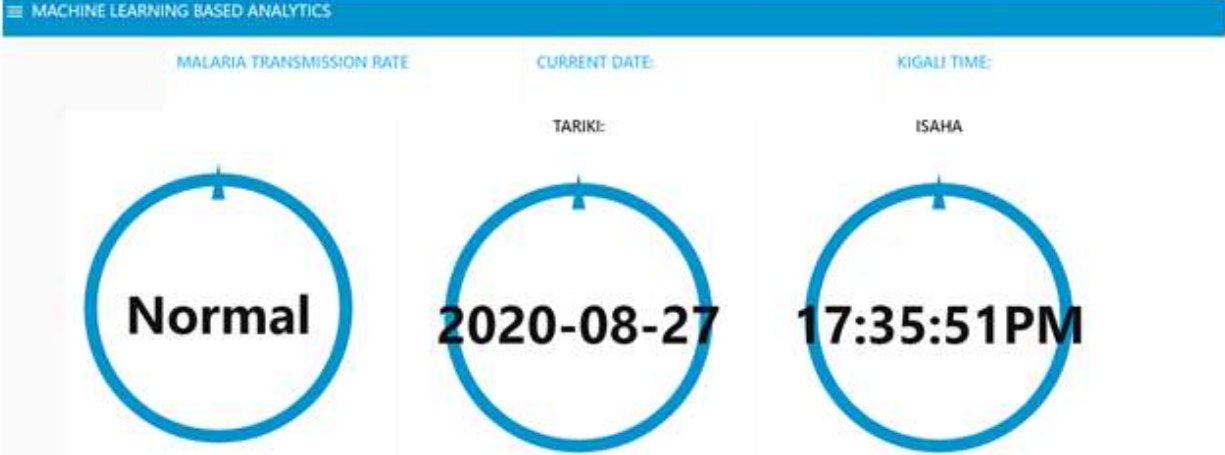 MACHINE LEARNING BASED ANALYTICS
MALARIA TRANSMISSION RATE
CURRENT DATE:
KIGALI TIME:
TARIKI:
ISAHA
Normal
2020-08-27
17:35:51PM